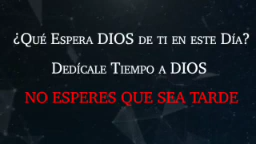 ¿Qué Espera DIOS de ti en este Día?
Dedícale Tiempo a DIOS
NO ESPERES QUE SEA TARDE